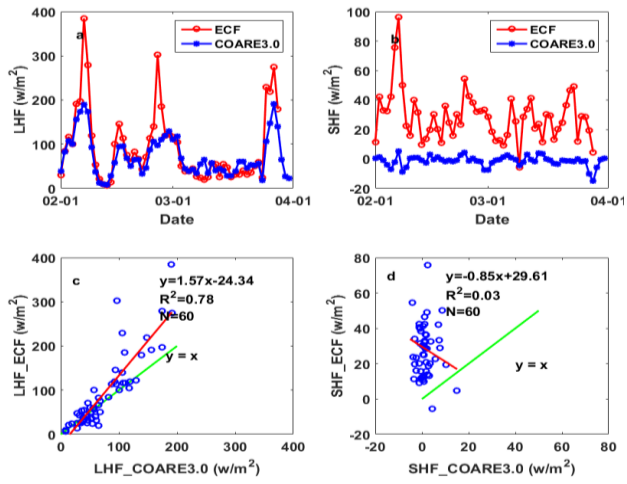 400
300
200
100
0
LHF (w/m²)
a
ECF
COARE3.0
02-01
03-01
04-01
Date
100
80
60
40
20
0
-20
SHF (w/m²)
b
ECF
COARE3.0
02-01
03-01
04-01
Date
400
300
200
100
0
LHF_ECF (w/m²)
c
y=1.57x-24.34
R²=0.78
N=60
y = x
0
100
200
300
400
LHF_COARE3.0 (w/m²)
80
60
40
20
0
-20
SHF_ECF (w/m²)
d
y=-0.85x+29.61
R²=0.03
N=60
y = x
-20
0
20
40
60
80
SHF_COARE3.0 (w/m²)